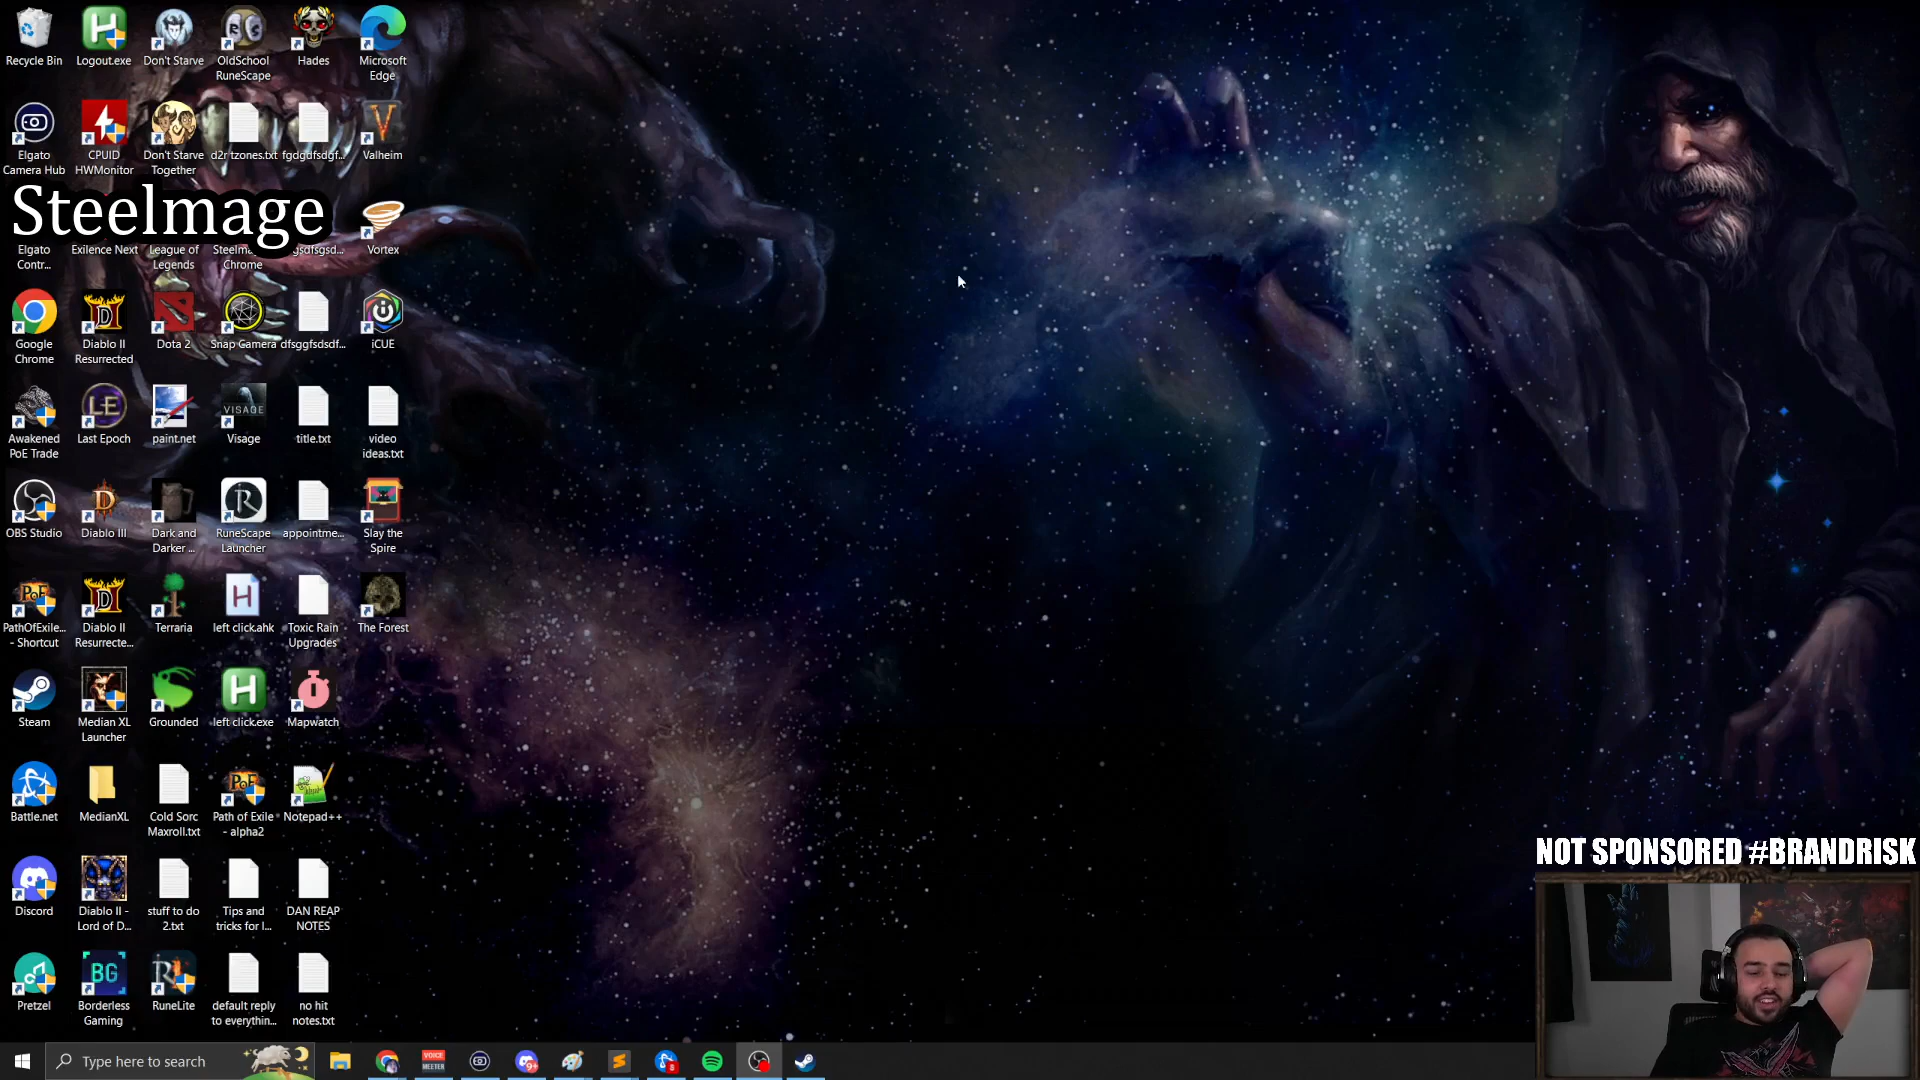 Recycle Bin
Logout.exe
Don't Starve
OldSchool
RuneScape
Hades
Microsoft
Edge
Elgato
Camera Hub
CPUID
HWMonitor
Don't Starve
Together
d2r tzones.txt
fgdgdfsdgf...
Valheim
Steelmage
Elgato
Contr...
Exilence Next
League of
Legends
Chrome
Vortex
Google
Chrome
Diablo II
Resurrected
Dota 2
Snap Camera
dfsggfsdsdf...
iCUE
Awakened
PoE Trade
Last Epoch
paint.net
VISAGE
Visage
title.txt
video
ideas.txt
OBS Studio
Diablo III
Dark and
Darker ...
RuneScape
Launcher
appointme...
Slay the
Spire
PathOfExile...
- Shortcut
Diablo II
Resurrecte...
Terraria
left click.ahk
Toxic Rain
Upgrades
The Forest
Steam
Median XL
Launcher
Grounded
left click.exe
Mapwatch
Battle.net
MedianXL
Cold Sorc
Maxroll.txt
Path of Exile
- alpha2
Notepad++
Discord
Diablo II -
Lord of D...
stuff to do
2.txt
Tips and
tricks for l...
DAN REAP
NOTES
Pretzel
BG
Borderless
Gaming
RuneLite
default reply
to everythin...
no hit
notes.txt
NOT SPONSORED #BRANDRISK
Type here to search
VOICE
MEETER